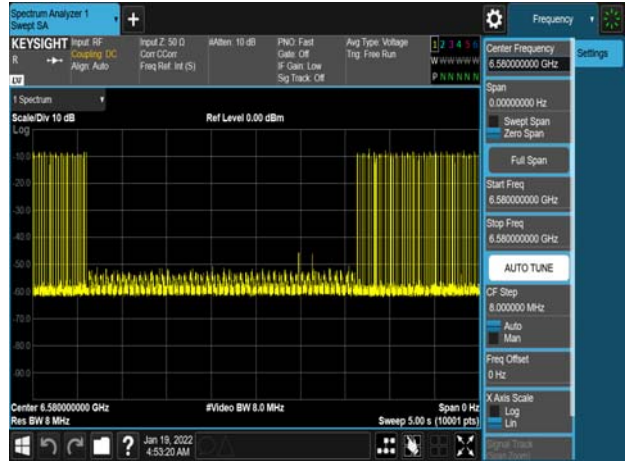 Spectrum Analyzer 1
Swept SA
+
Frequency
KEYSIGHT
Input: RF
Input Z: 50 Ω
#Atten: 10 dB
PNO: Fast
Avg Type: Voltage
1 2 3 4 5 6
R
Coupling: DC
Corr CCorr
Gate: Off
Trig: Free Run
W W W W W W
Align: Auto
Freq Ref: Int (S)
IF Gain: Low
Sig Track: Off
P N N N N N
LXI
1 Spectrum
Scale/Div 10 dB
Ref Level 0.00 dBm
Log
-10.0
-20.0
-30.0
-40.0
-50.0
-60.0
-70.0
-80.0
-90.0
Center 6.580000000 GHz
#Video BW 8.0 MHz
Span 0 Hz
Res BW 8 MHz
Sweep 5.00 s (10001 pts)
?
Jan 19, 2022
4:53:20 AM
Center Frequency
6.580000000 GHz
Settings
Span
0.00000000 Hz
Swept Span
Zero Span
Full Span
Start Freq
6.580000000 GHz
Stop Freq
6.580000000 GHz
AUTO TUNE
CF Step
8.000000 MHz
Auto
Man
Freq Offset
0 Hz
X Axis Scale
Log
Lin
Signal Track
(Span Zoom)